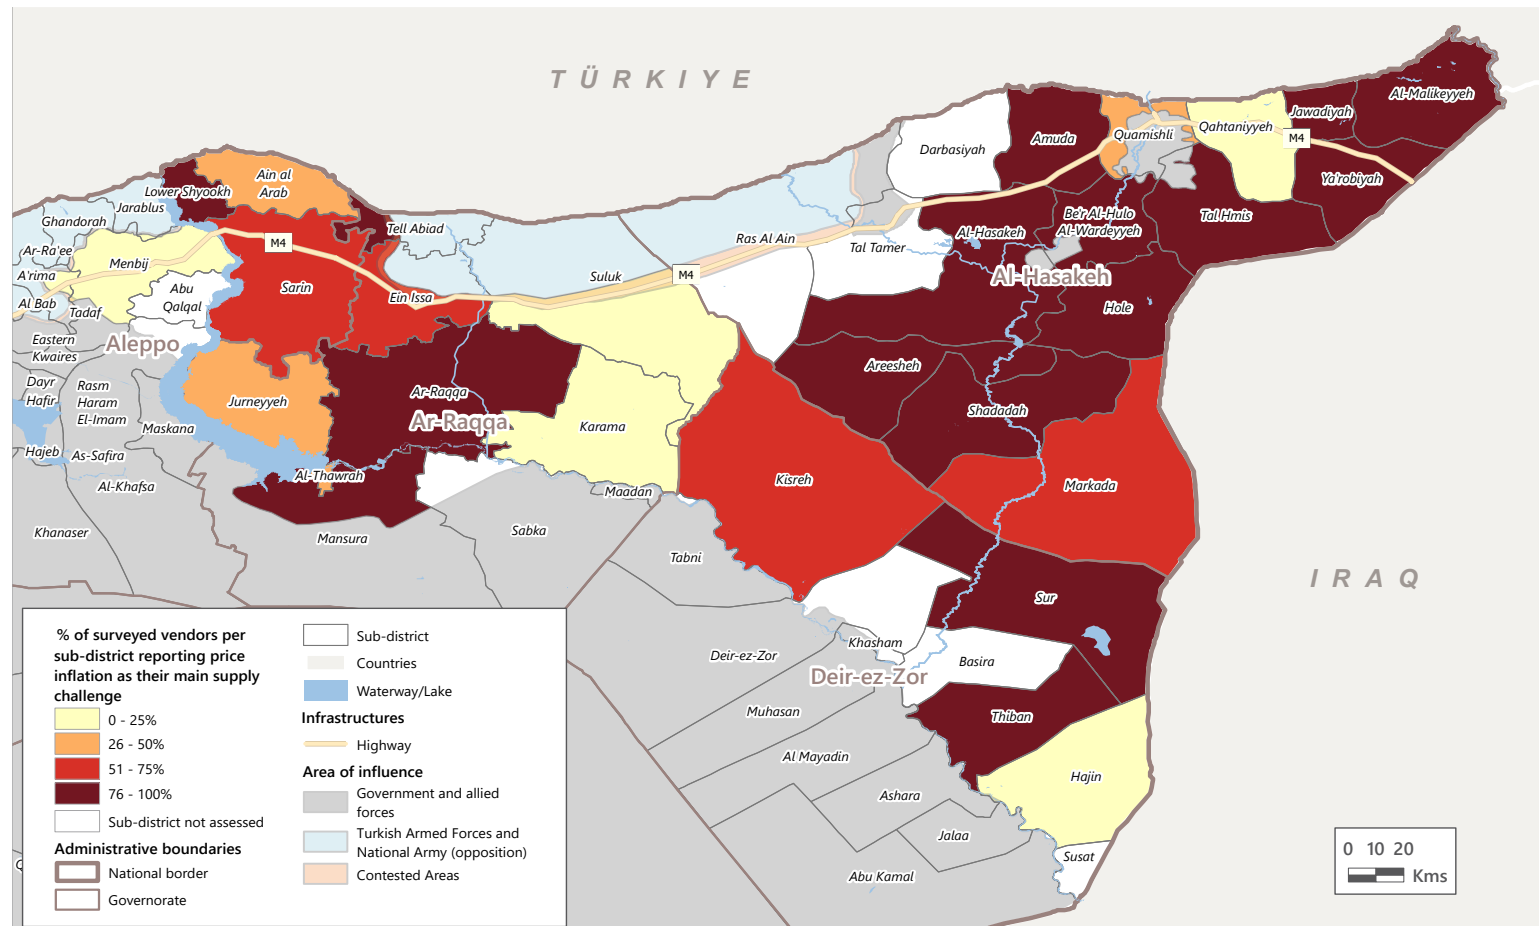 TÜRKIYE
Al-Malikeyyeh
Jawadiyah
Qahtaniyyeh
M4
Quamishli
Amuda
Darbasiyah
Ya'robiyah
Ain al
Arab
Lower Shyookh
Jarablus
Ghandorah
Tell Abiad
Be'r Al-Hulo
Al-Wardeyyeh
Tal Hmis
Al-Hasakeh
Ras Al Ain
Tal Tamer
Ar-Ra'ee
M4
Menbij
A'rima
Abu
Qalqal
Sarin
Ein Issa
Suluk
M4
Al-Hasakeh
Al Bab
Tadaf
Hole
Eastern
Kwaires
Aleppo
Areesheh
Dayr
Hafir
Rasm
Haram
El-Imam
Jurneyyeh
Ar-Raqqa
Ar-Raqqa
Karama
Shadadah
Maskana
Hajeb
As-Safira
Al-Khafsa
Al-Thawrah
Maadan
Kisreh
Markada
Khanaser
Mansura
Sabka
Tabni
IRAQ
Sur
Khasham
Deir-ez-Zor
Basira
Deir-ez-Zor
Muhasan
Thiban
Al Mayadin
Hajin
Ashara
Jalaa
Susat
Abu Kamal
Q
% of surveyed vendors per
sub-district reporting price
inflation as their main supply
challenge
0 - 25%
26 - 50%
51 - 75%
76 - 100%
Sub-district not assessed
Administrative boundaries
National border
Governorate
Sub-district
Countries
Waterway/Lake
Infrastructures
Highway
Area of influence
Government and allied
forces
Turkish Armed Forces and
National Army (opposition)
Contested Areas
0 10 20
Kms